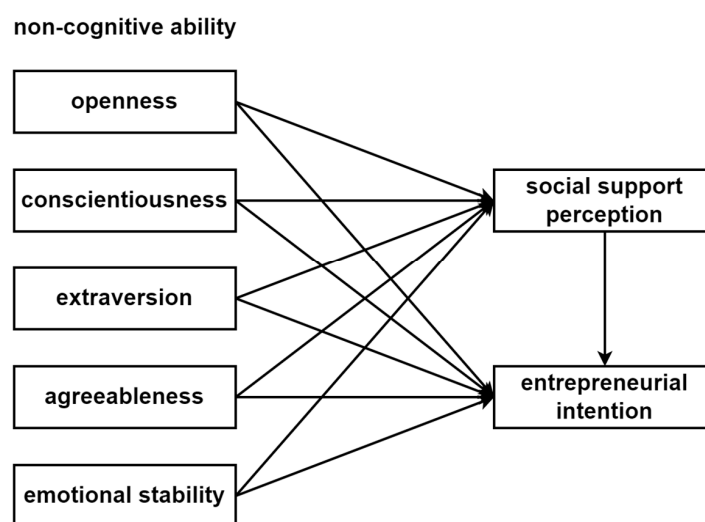 non-cognitive ability
openness
conscientiousness
extraversion
agreeableness
emotional stability
social support
perception
entrepreneurial
intention